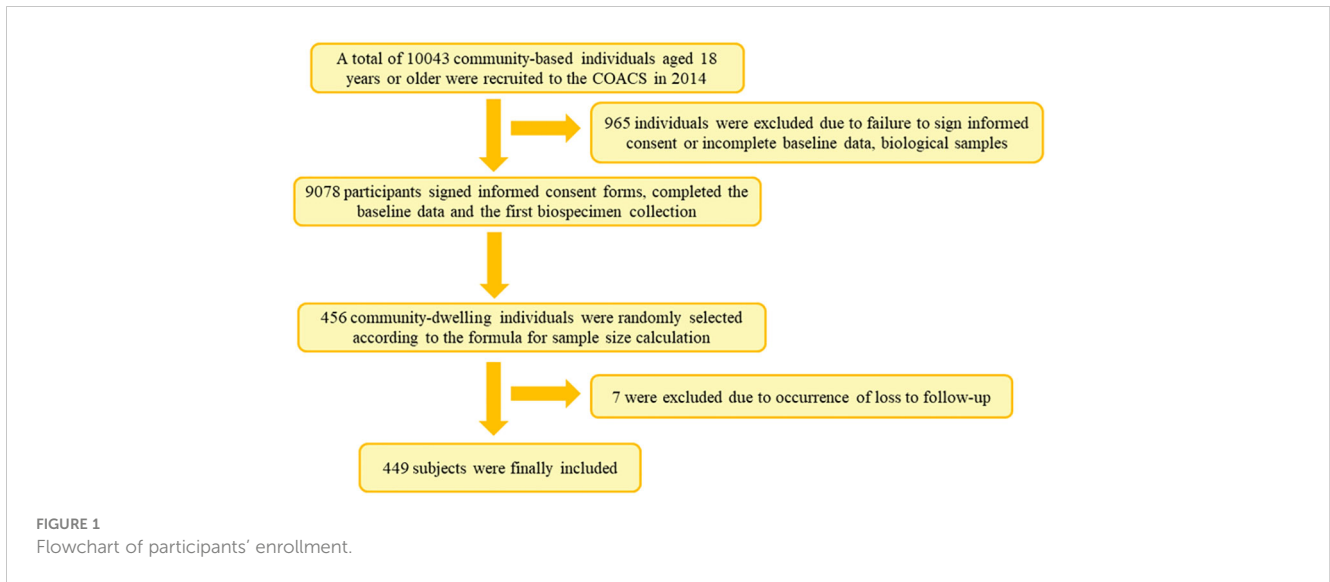 A total of 10043 community-based individuals aged 18
years or older were recruited to the COACS in 2014
965 individuals were excluded due to failure to sign informed
consent or incomplete baseline data, biological samples
9078 participants signed informed consent forms, completed the
baseline data and the first biospecimen collection
456 community-dwelling individuals were randomly selected
according to the formula for sample size calculation
7 were excluded due to occurrence of loss to follow-up
449 subjects were finally included
FIGURE 1
Flowchart of participants’ enrollment.